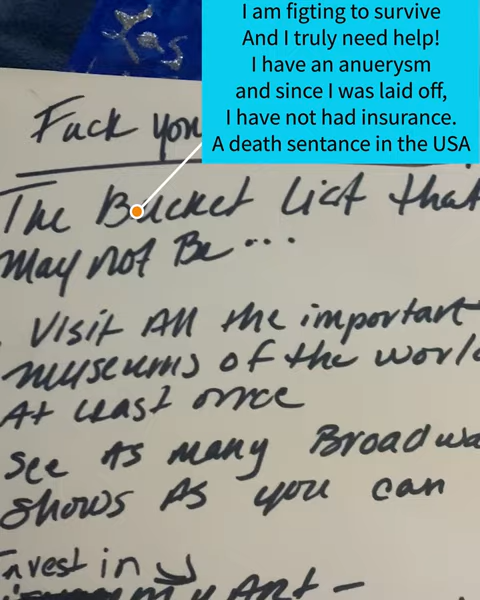 I am figting to survive
And I truly need help!
I have an anuerysm
and since I was laid off,
I have not had insurance.
A death sentance in the USA
Fuck you
The Bucket list that
May not Be...
Visit All the important
museums of the worl
At least once
See As many Broadwa
Shows As you can
Invest in
My Art -